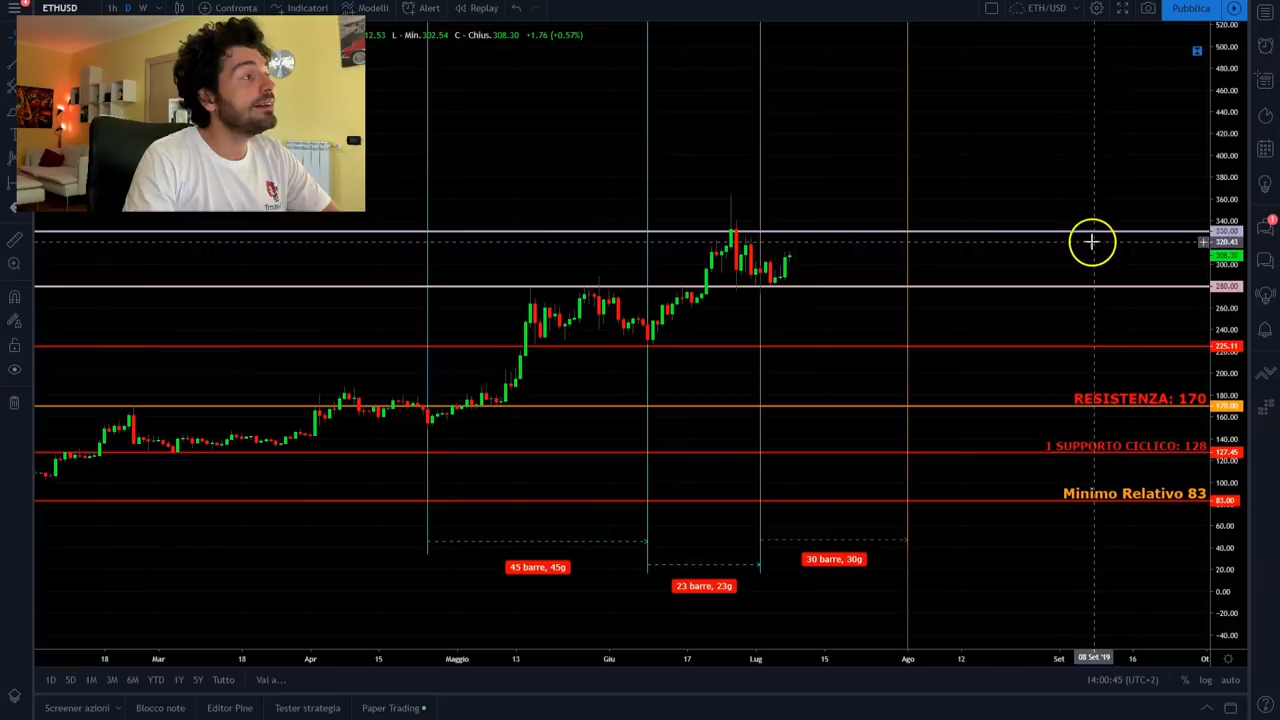 ETHUSD
1h D W Confronta Indicatori Modelli Alert Replay ETH/USD Pubblica
12.53 L - Min.302.54 C - Chius.308.30 +1.76 (+0.57%)
520.00
500.00
480.00
460.00
440.00
420.00
400.00
380.00
360.00
340.00
330.00
320.43
308.30
300.00
280.00
260.00
240.00
225.11
200.00
180.00
RESISTENZA: 170
170.00
160.00
140.00
1 SUPPORTO CICLICO: 128
127.45
120.00
100.00
Minimo Relativo 83
83.00
60.00
40.00
30 barre, 30g
45 barre, 45g
20.00
23 barre, 23g
0.00
-20.00
-40.00
18 Mar 18 Apr 15 Maggio 13 Giu 17 Lug 15 Ago 12 Set 08 Set '19 16 Ot
1D 5D 1M 3M 6M YTD 1Y 5Y Tutto Vai a... 14:00:45 (UTC+2) % log auto
Screener azioni Blocco note Editor Pine Tester strategia Paper Trading